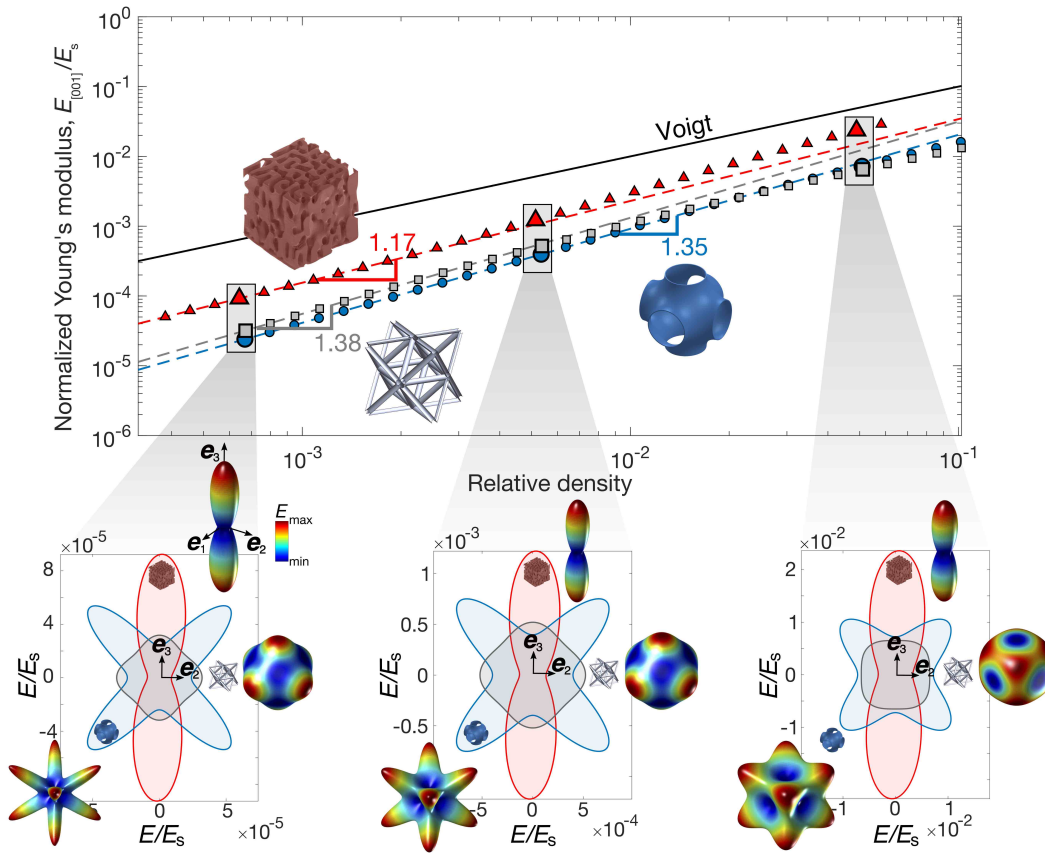 Normalized Young's modulus, E[001]/Es
10⁰
10⁻¹
10⁻²
10⁻³
10⁻⁴
10⁻⁵
10⁻⁶
Voigt
1.17
1.35
1.38
10⁻³
10⁻²
10⁻¹
Relative density
e₃
e₁
e₂
E
max
min
×10⁻⁵
8
4
0
-4
E/Es
e₃
e₂
0
5
×10⁻⁵
E/Es
×10⁻³
1
0.5
0
-0.5
E/Es
e₃
e₂
-5
0
5
×10⁻⁴
E/Es
×10⁻²
2
1
0
-1
E/Es
e₃
e₂
-1
0
1
×10⁻²
E/Es